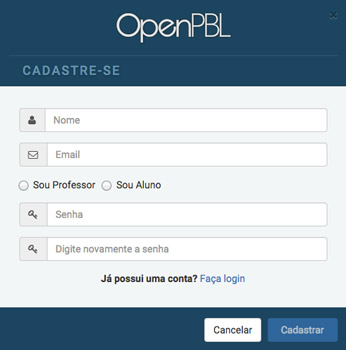 OpenPBL
CADASTRE-SE
Nome
Email
Sou Professor Sou Aluno
Senha
Digite novamente a senha
Já possui uma conta? Faça login
Cancelar Cadastrar